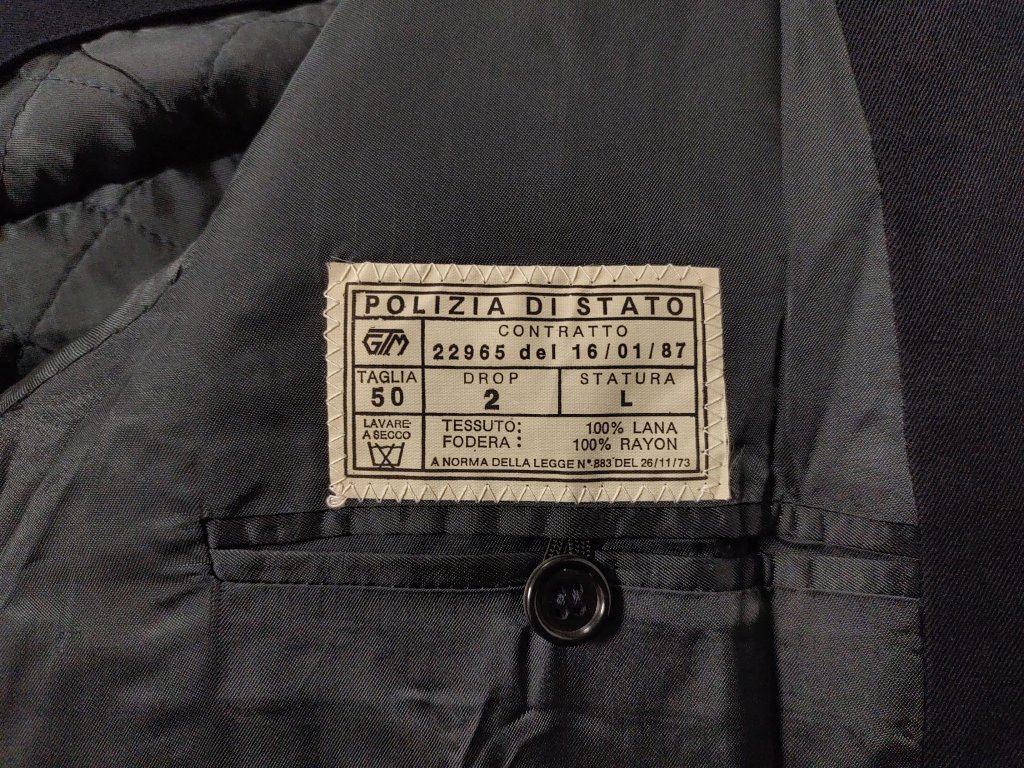 POLIZIA DI STATO
GTM
CONTRATTO
22965 del 16/01/87
TAGLIA
50
DROP
2
STATURA
L
LAVARE
A SECCO
TESSUTO: 100% LANA
FODERA: 100% RAYON
A NORMA DELLA LEGGE N°.883 DEL 26/11/73